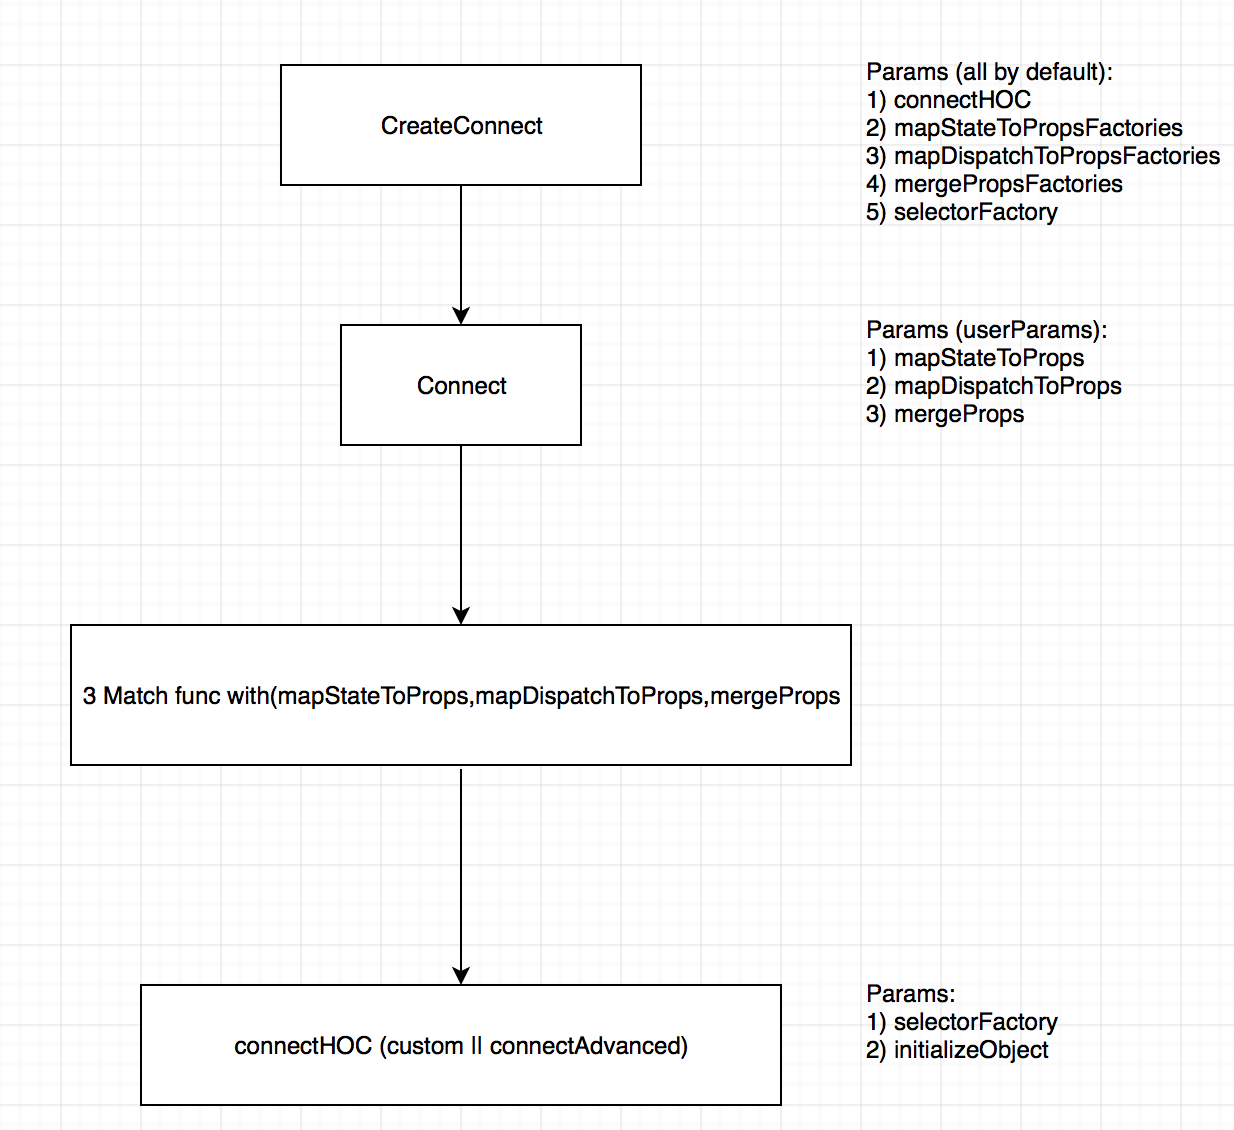 CreateConnect
Params (all by default):
1) connectHOC
2) mapStateToPropsFactories
3) mapDispatchToPropsFactories
4) mergePropsFactories
5) selectorFactory
Connect
Params (userParams):
1) mapStateToProps
2) mapDispatchToProps
3) mergeProps
3 Match func with(mapStateToProps,mapDispatchToProps,mergeProps
connectHOC (custom || connectAdvanced)
Params:
1) selectorFactory
2) initializeObject